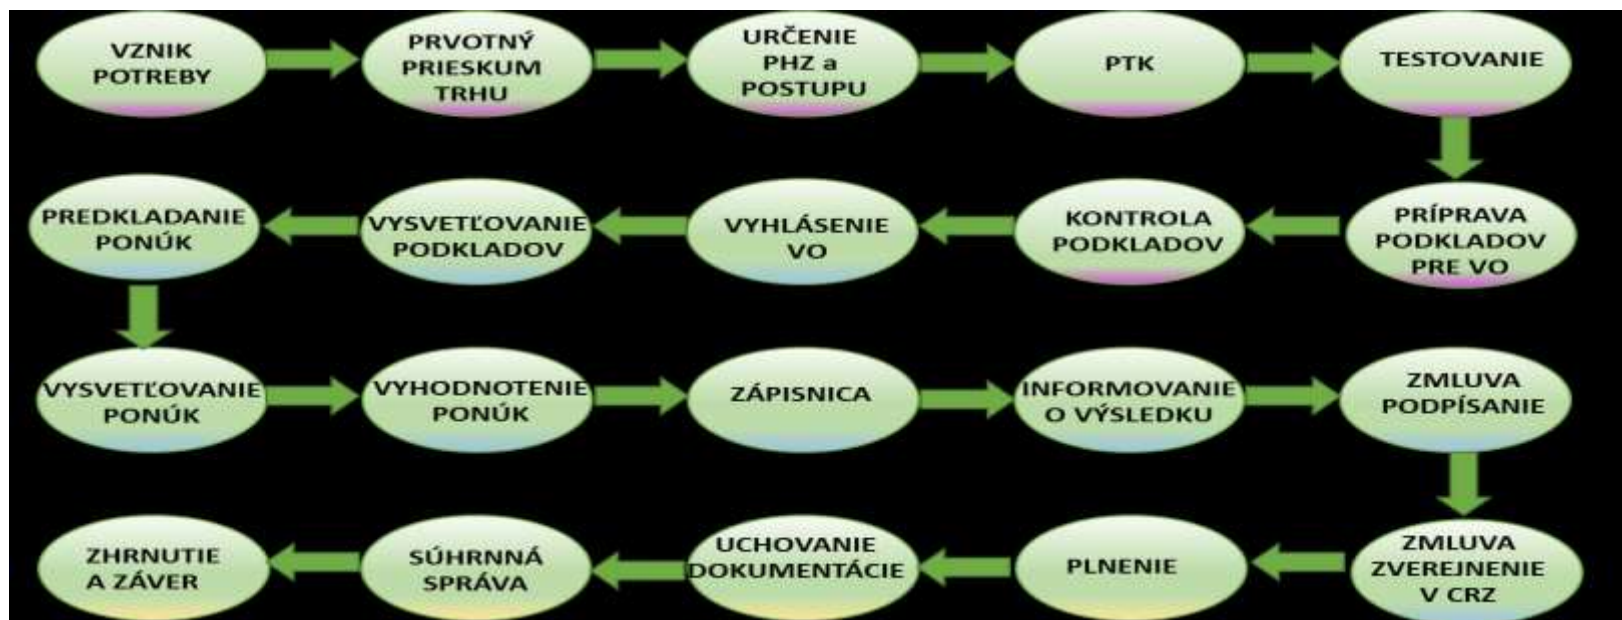 VZNIK
POTREBY
PRVOTNÝ
PRIESKUM
TRHU
URČENIE
PHZ a
POSTUPU
PTK
TESTOVANIE
PRÍPRAVA
PODKLADOV
PRE VO
KONTROLA
PODKLADOV
VYHLÁSENIE
VO
VYSVETĽOVANIE
PODKLADOV
PREDKLADANIE
PONÚK
VYSVETĽOVANIE
PONÚK
VYHODNOTENIE
PONÚK
ZÁPISNICA
INFORMOVANIE
O VÝSLEDKU
ZMLUVA
PODPÍSANIE
ZMLUVA
ZVEREJNENIE
V CRZ
PLNENIE
UCHOVANIE
DOKUMENTÁCIE
SÚHRNNÁ
SPRÁVA
ZHRNUTIE
A ZÁVER